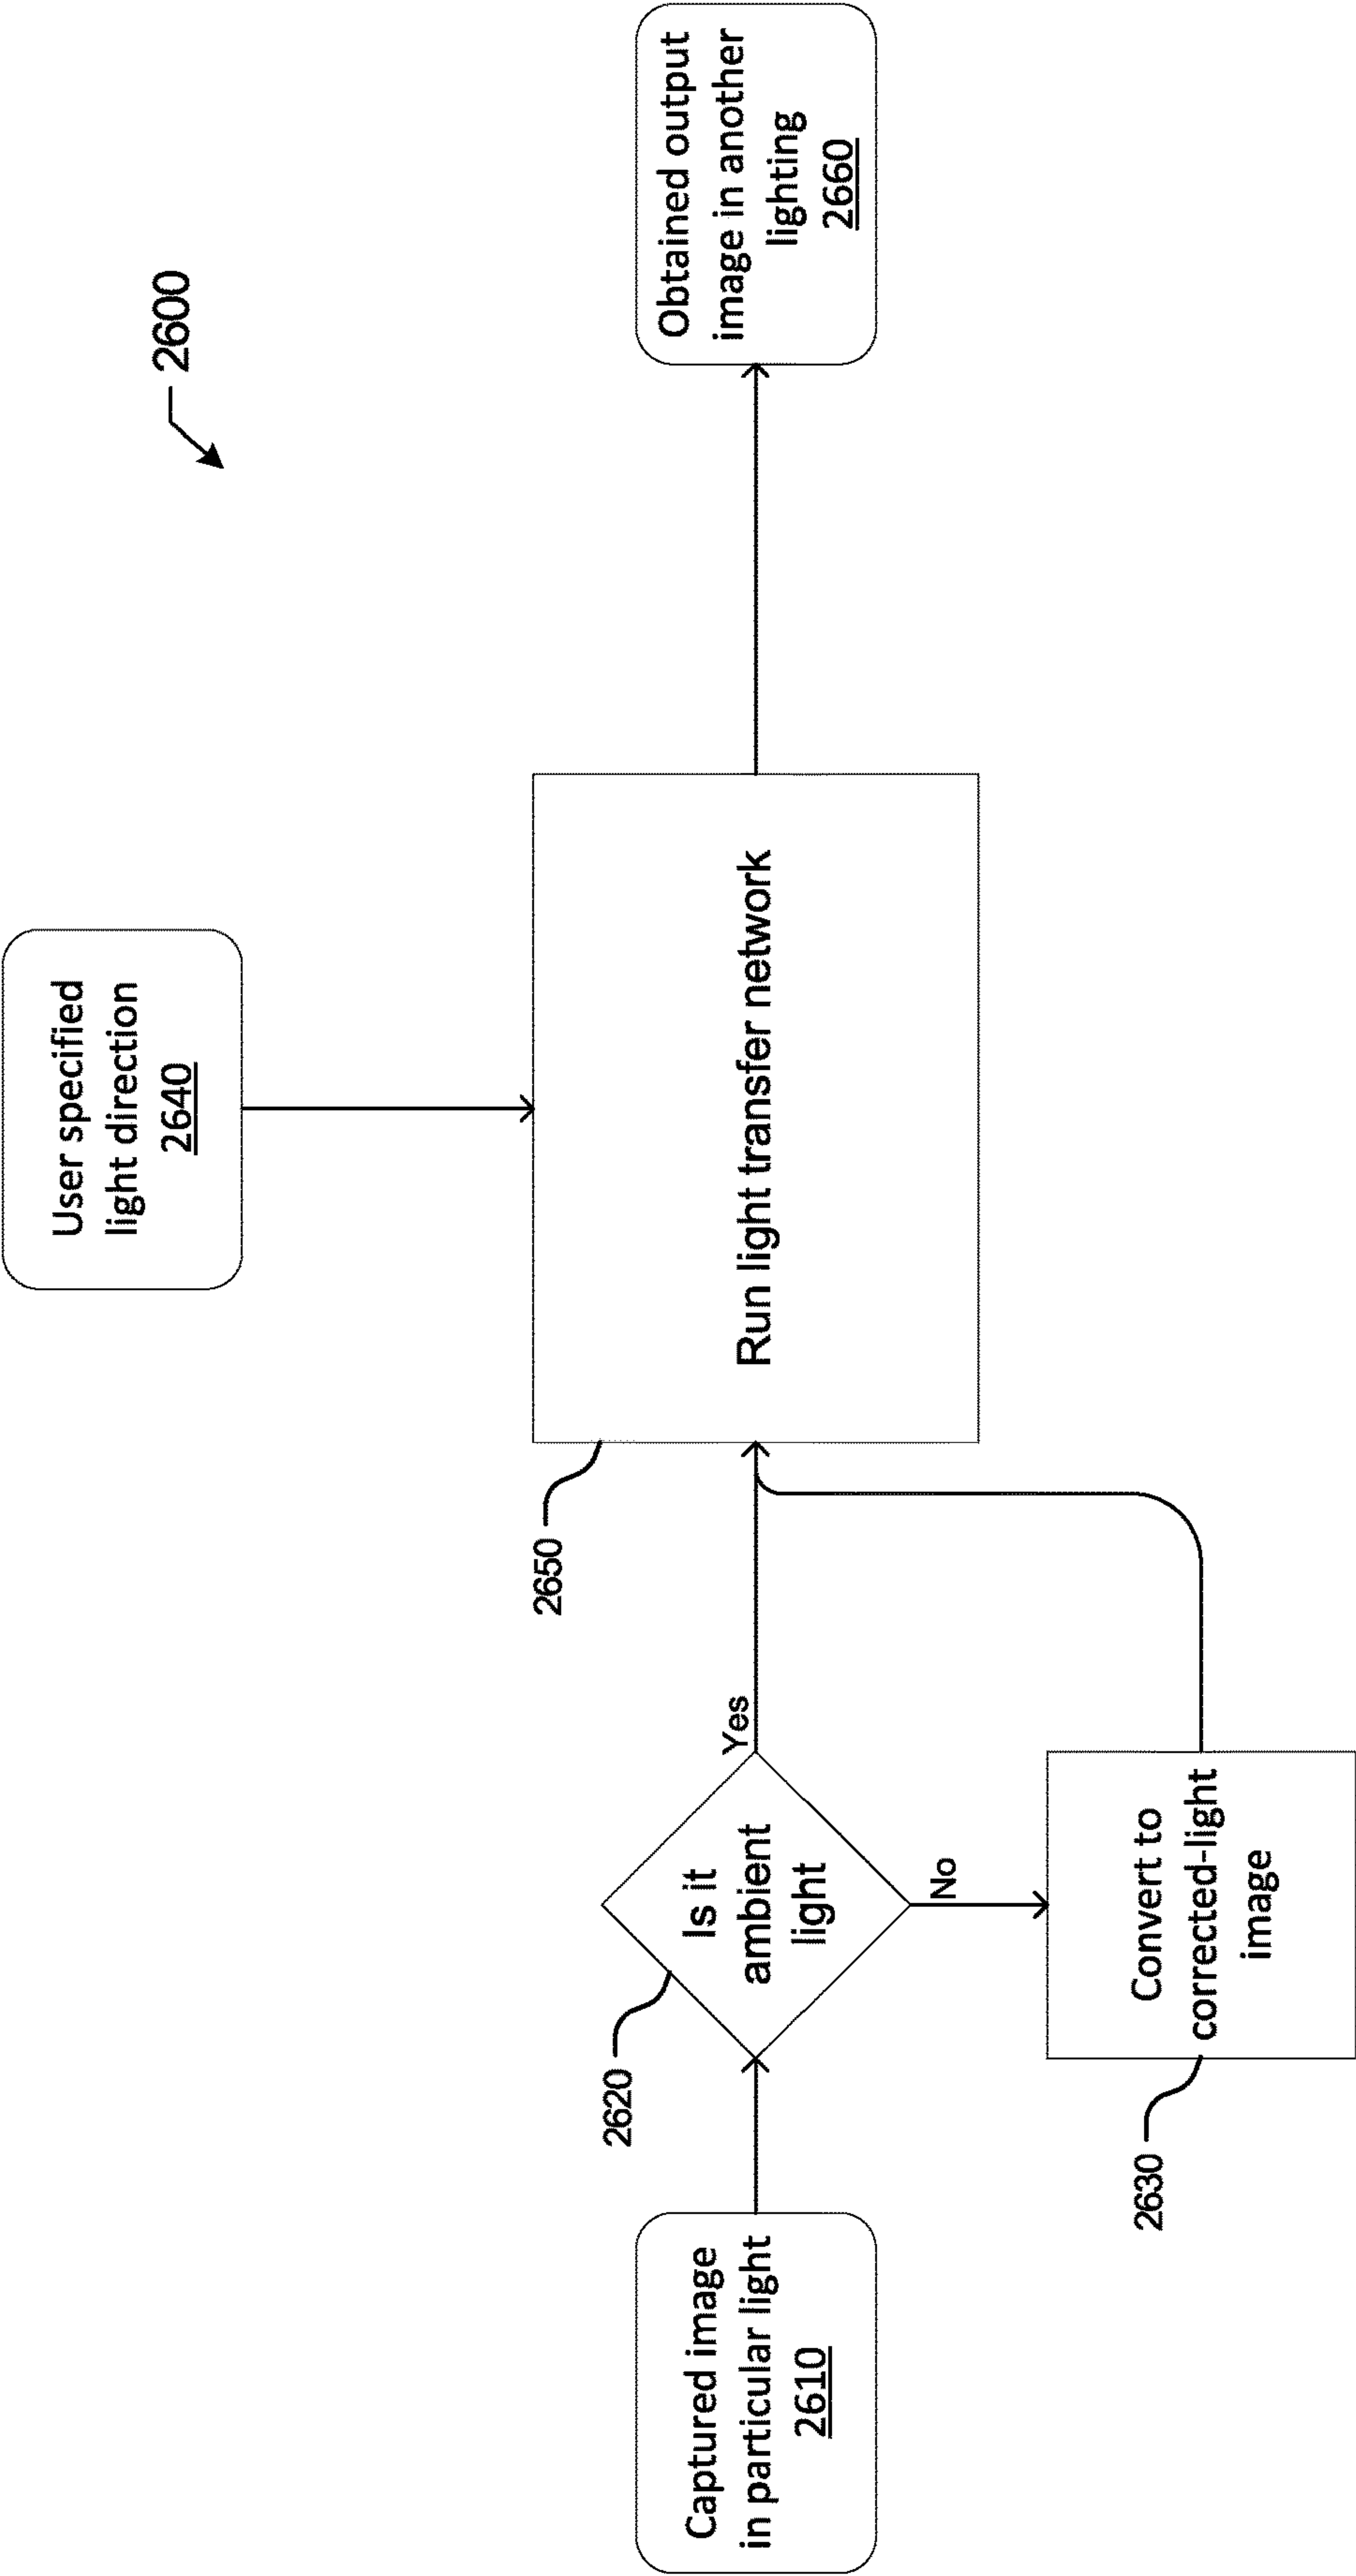 2600
User specified
light direction
2640
Captured image
in particular light
2610
2620
Is it
ambient
light
Yes
No
2630
Convert to
corrected-light
image
2650
Run light transfer network
Obtained output
image in another
lighting
2660